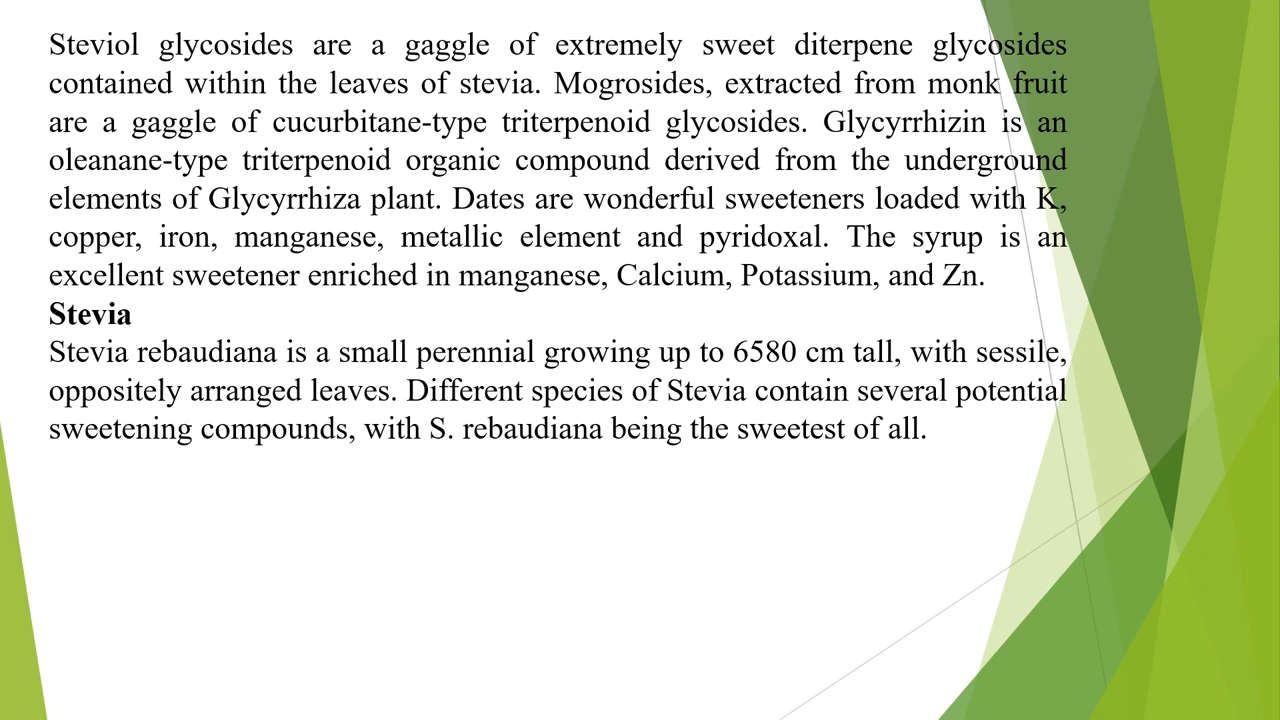 Steviol glycosides are a gaggle of extremely sweet diterpene glycosides
contained within the leaves of stevia. Mogrosides, extracted from monk fruit
are a gaggle of cucurbitane-type triterpenoid glycosides. Glycyrrhizin is an
oleanane-type triterpenoid organic compound derived from the underground
elements of Glycyrrhiza plant. Dates are wonderful sweeteners loaded with K,
copper, iron, manganese, metallic element and pyridoxal. The syrup is an
excellent sweetener enriched in manganese, Calcium, Potassium, and Zn.
Stevia
Stevia rebaudiana is a small perennial growing up to 6580 cm tall, with sessile,
oppositely arranged leaves. Different species of Stevia contain several potential
sweetening compounds, with S. rebaudiana being the sweetest of all.